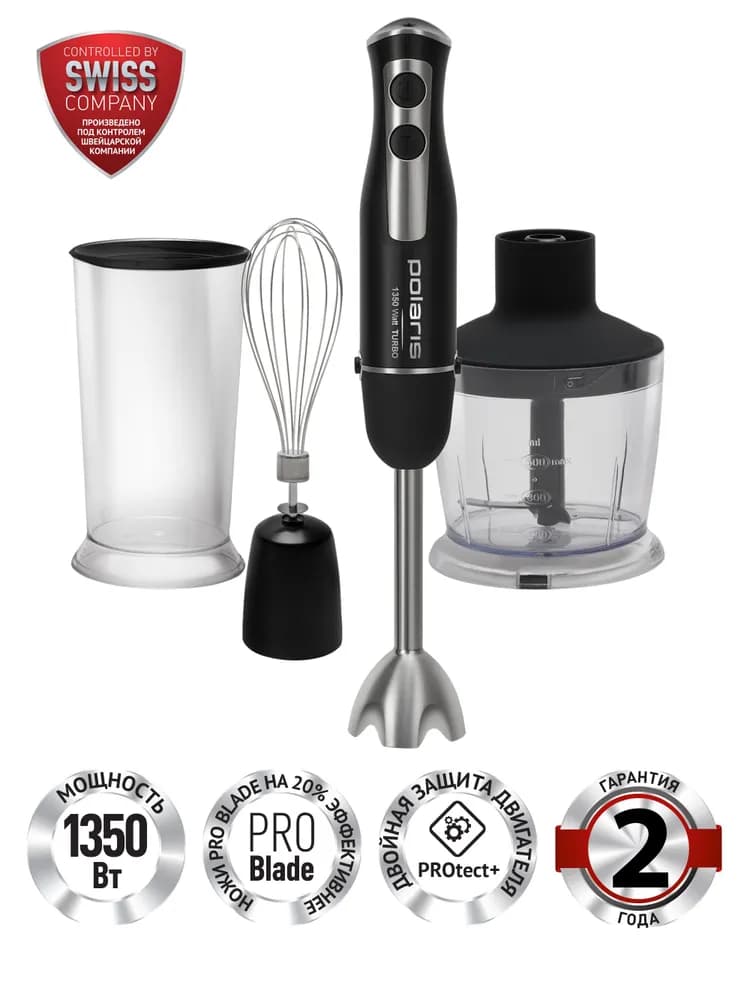 CONTROLLED BY
SWISS
COMPANY
ПРОИЗВЕДЕНО
ПОД КОНТРОЛЕМ
ШВЕЙЦАРСКОЙ
КОМПАНИИ
polaris
1350 Watt TURBO
ml
МОЩНОСТЬ
1350
Вт
НОЖИ PRO BLADE НА 20% ЭФФЕКТИВНЕЕ
PRO
Blade
ДВОЙНАЯ ЗАЩИТА ДВИГАТЕЛЯ
PROtect+
ГАРАНТИЯ
2
ГОДА